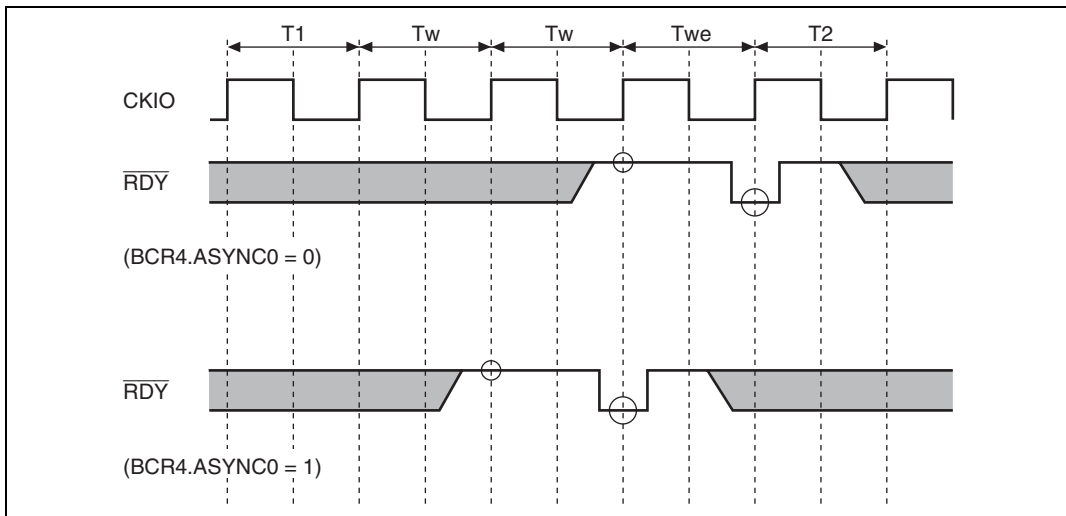 T1 Tw Tw Twe T2
CKIO
RDY
(BCR4.ASYNC0 = 0)
RDY
(BCR4.ASYNC0 = 1)